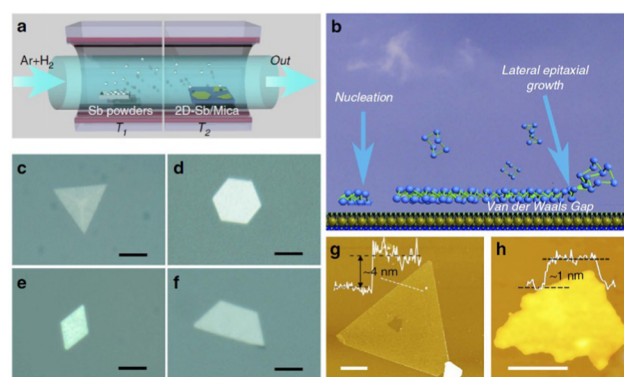 a
Ar+H2
Out
Sb powders
2D-Sb/Mica
T1
T2
b
Nucleation
Lateral epitaxial
growth
Van der Waals Gap
c
d
e
f
g
~4 nm
h
~1 nm